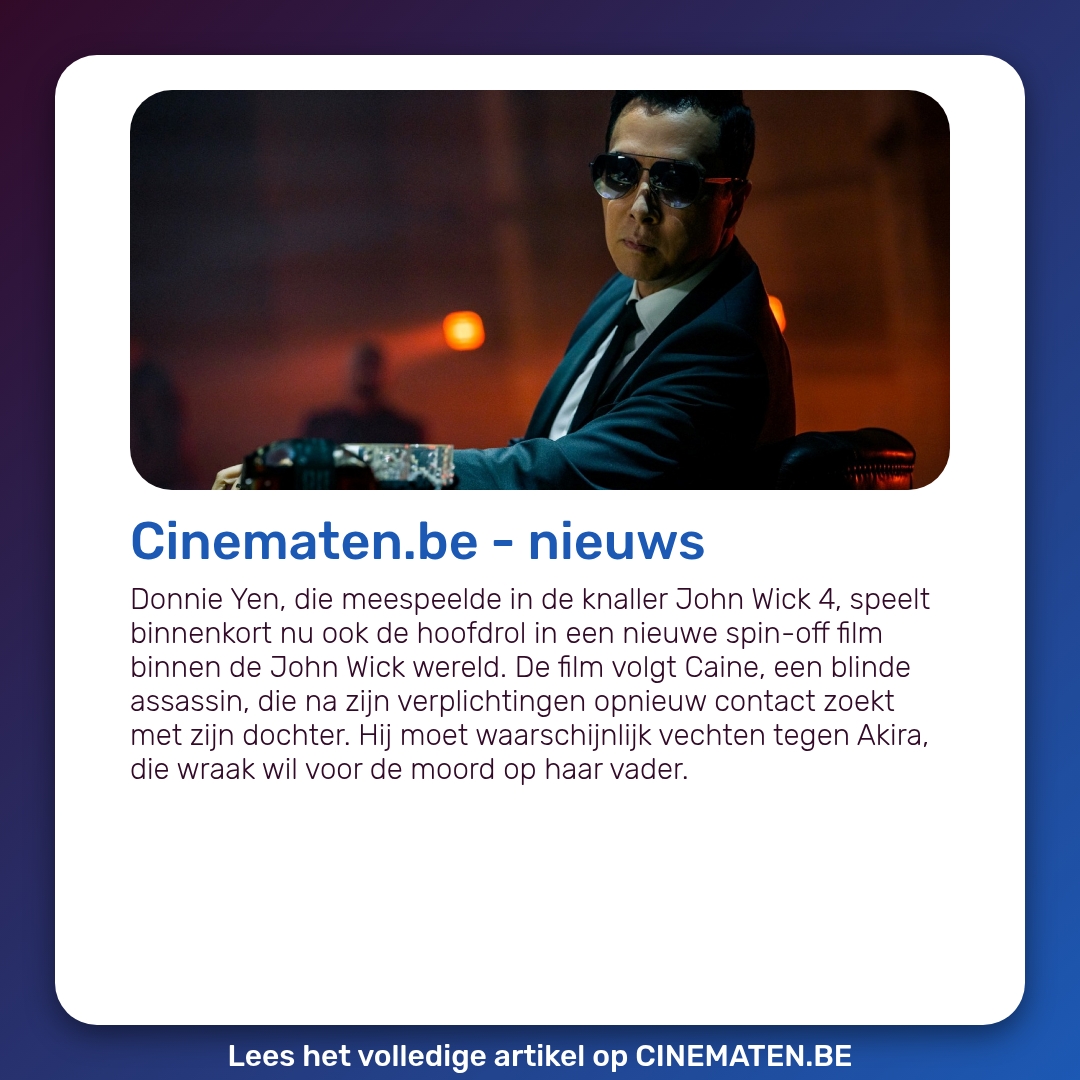 Cinematen.be - nieuws
Donnie Yen, die meespeelde in de knaller John Wick 4, speelt
binnenkort nu ook de hoofdrol in een nieuwe spin-off film
binnen de John Wick wereld. De film volgt Caine, een blinde
assassin, die na zijn verplichtingen opnieuw contact zoekt
met zijn dochter. Hij moet waarschijnlijk vechten tegen Akira,
die wraak wil voor de moord op haar vader.
Lees het volledige artikel op CINEMATEN.BE